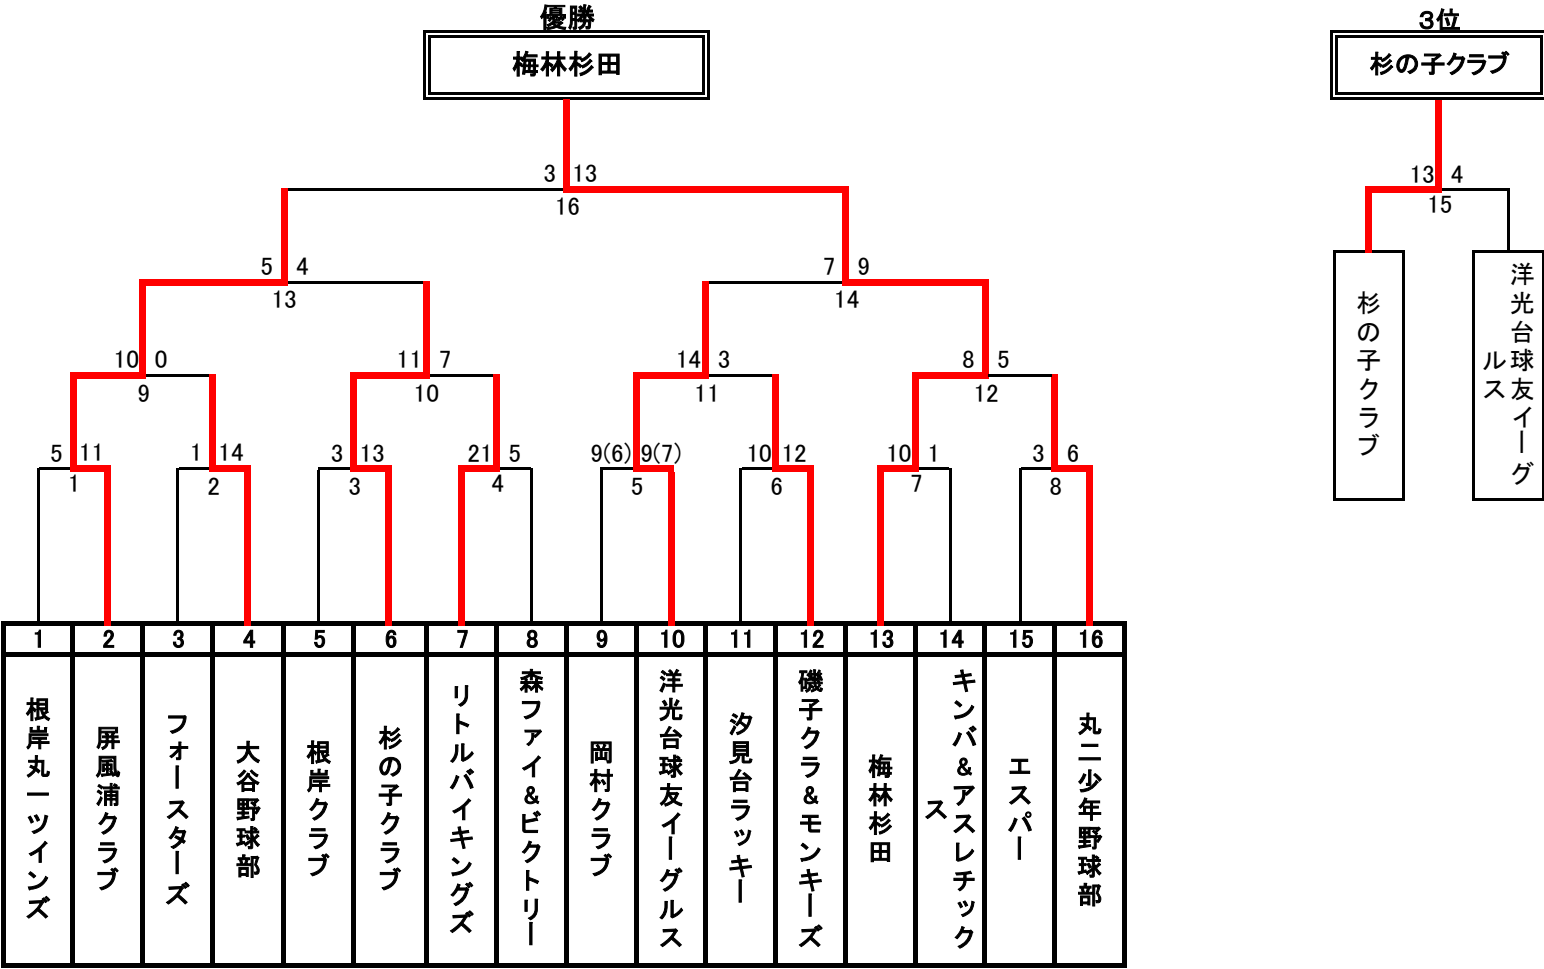 優勝
梅林杉田
３位
杉の子クラブ
3 13
16
13 4
15
5 4
13
7 9
14
杉の子クラブ
洋光台球友イーグルス
10 0
9
11 7
10
14 3
11
8 5
12
5 11
1
1 14
2
3 13
3
21 5
4
9(6) 9(7)
5
10 12
6
10 1
7
3 6
8
1 2 3 4 5 6 7 8 9 10 11 12 13 14 15 16
根岸丸一ツインズ
屏風浦クラブ
フォースターズ
大谷野球部
根岸クラブ
杉の子クラブ
リトルバイキングズ
森ファイ&ビクトリー
岡村クラブ
洋光台球友イーグルス
汐見台ラッキー
磯子クラ&モンキーズ
梅林杉田
キンバ&アスレチックス
エスパー
丸二少年野球部